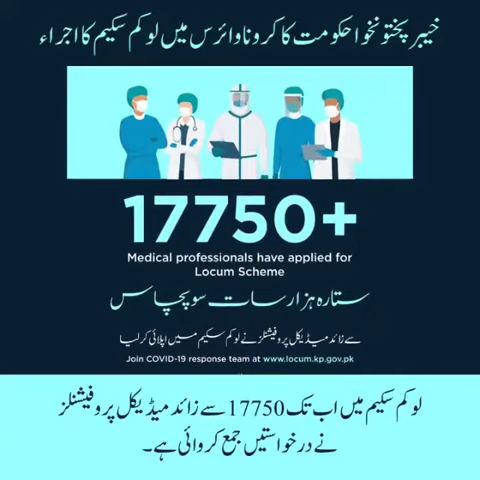 خیبر پختونخوا حکومت کا کرونا وائرس میں لوکم سکیم کا اجراء
17750+
Medical professionals have applied for
Locum Scheme
ستارہ ہزار سات سو پچاس
سے زائد میڈیکل پروفیشنلز نے لوکم سکیم میں اپلائی کر لیا
Join COVID-19 response team at www.locum.kp.gov.pk
لوکم سکیم میں اب تک 17750 سے زائد میڈیکل پروفیشنلز
نے درخواستیں جمع کروائی ہے۔